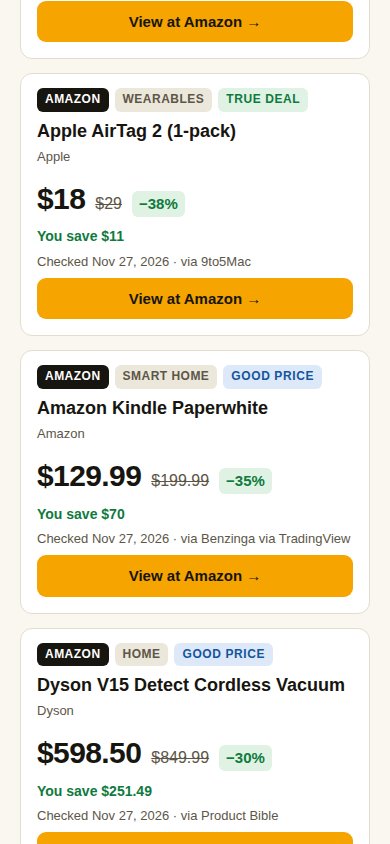 View at Amazon →
AMAZON WEARABLES TRUE DEAL
Apple AirTag 2 (1-pack)
Apple
$18 $29 −38%
You save $11
Checked Nov 27, 2026 · via 9to5Mac
View at Amazon →
AMAZON SMART HOME GOOD PRICE
Amazon Kindle Paperwhite
Amazon
$129.99 $199.99 −35%
You save $70
Checked Nov 27, 2026 · via Benzinga via TradingView
View at Amazon →
AMAZON HOME GOOD PRICE
Dyson V15 Detect Cordless Vacuum
Dyson
$598.50 $849.99 −30%
You save $251.49
Checked Nov 27, 2026 · via Product Bible